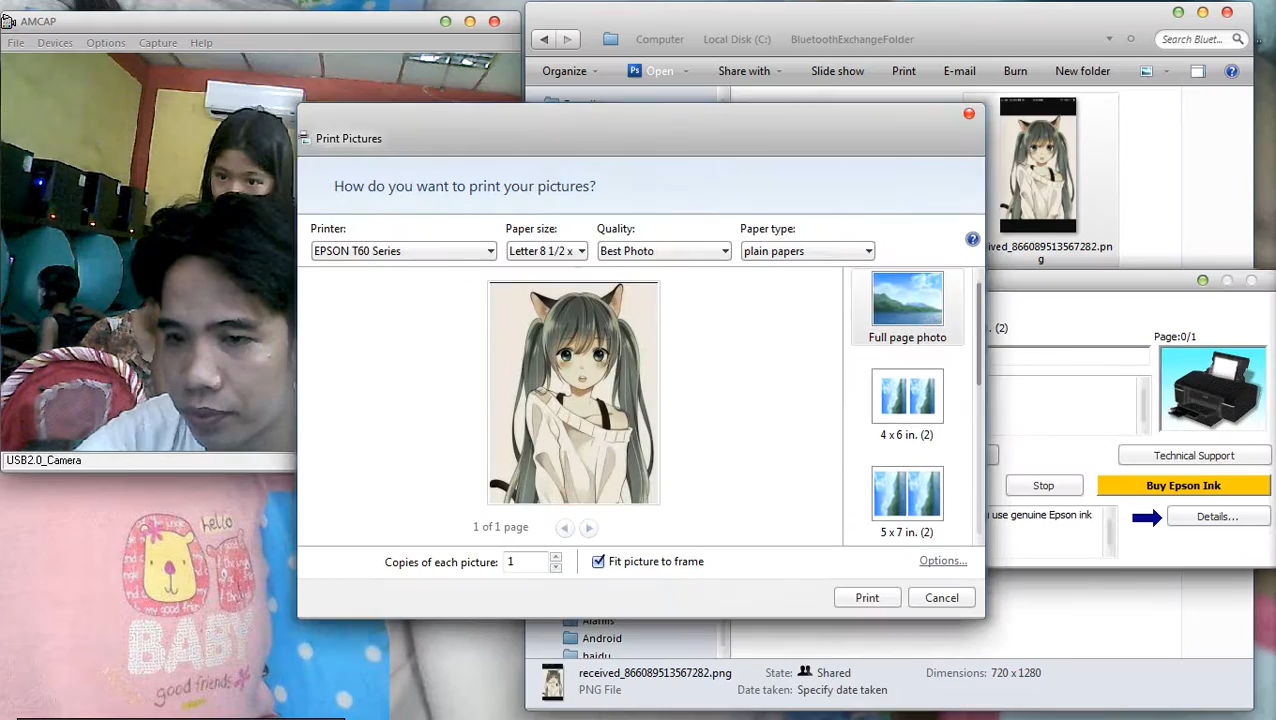 AMCAP
File Devices Options Capture Help
USB2.0_Camera
Computer Local Disk (C:) BluetoothExchangeFolder
Search Bluet...
Organize Ps Open Share with Slide show Print E-mail Burn New folder
ived_866089513567282.pn
g
Print Pictures
How do you want to print your pictures?
Printer: Paper size: Quality: Paper type:
EPSON T60 Series Letter 8 1/2 x Best Photo plain papers
Full page photo
4 x 6 in. (2)
5 x 7 in. (2)
1 of 1 page
Copies of each picture: 1 Fit picture to frame Options...
Print Cancel
(2)
Page:0/1
Technical Support
Stop Buy Epson Ink
use genuine Epson ink
Details...
Android
baidu
received_866089513567282.png State: Shared Dimensions: 720 x 1280
PNG File Date taken: Specify date taken
hello
BABY
good friends